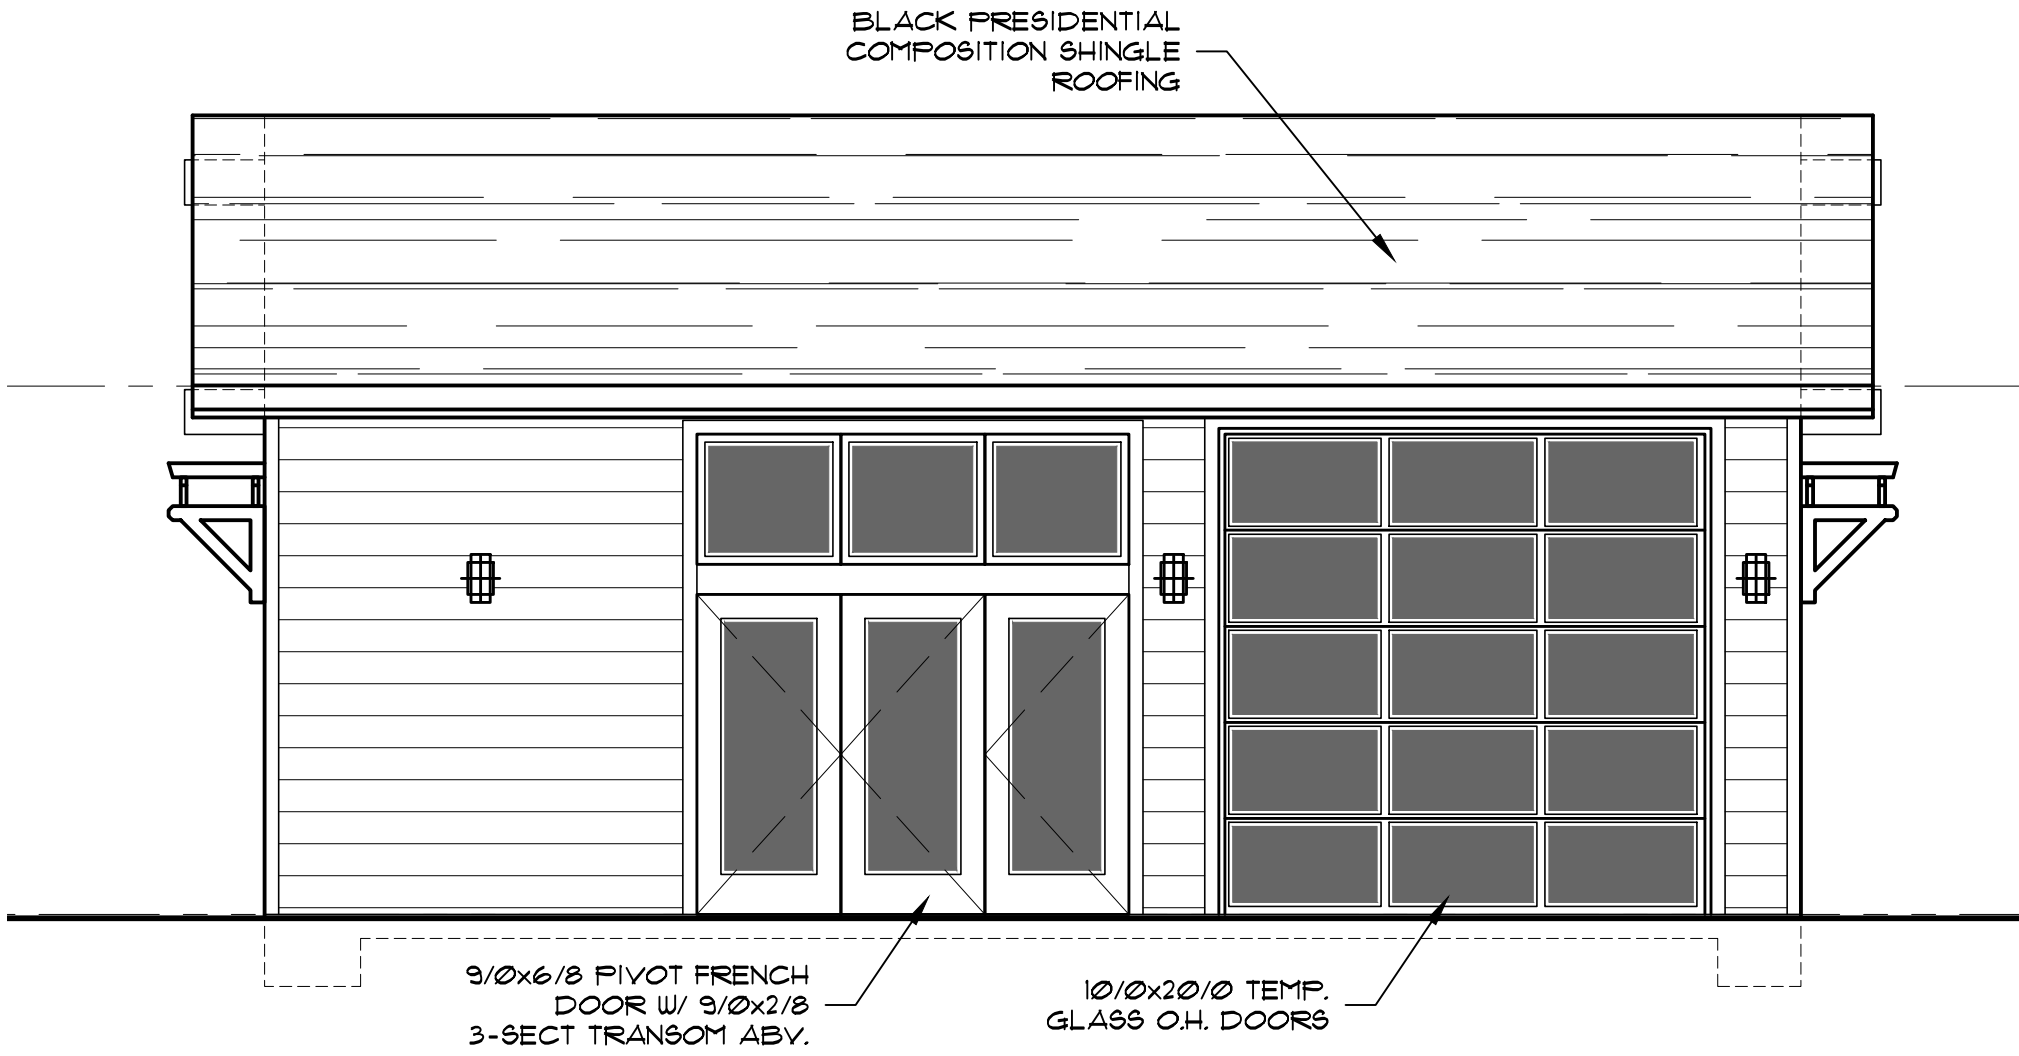 BLACK PRESIDENTIAL
COMPOSITION SHINGLE
ROOFING
9/0x6/8 PIVOT FRENCH
DOOR W/ 9/0x2/8
3-SECT TRANSOM ABV.
10/0x20/0 TEMP.
GLASS O.H. DOORS